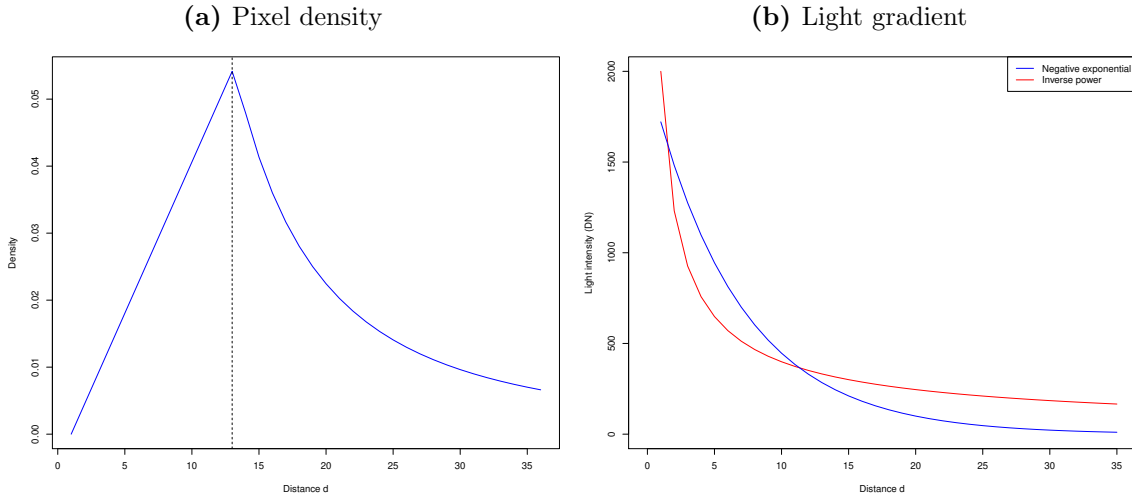 (a) Pixel density
(b) Light gradient
Density
0.00
0.01
0.02
0.03
0.04
0.05
0 5 10 15 20 25 30 35
Distance d
Light intensity (DN)
0
500
1000
1500
2000
Negative exponential
Inverse power
0 5 10 15 20 25 30 35
Distance d